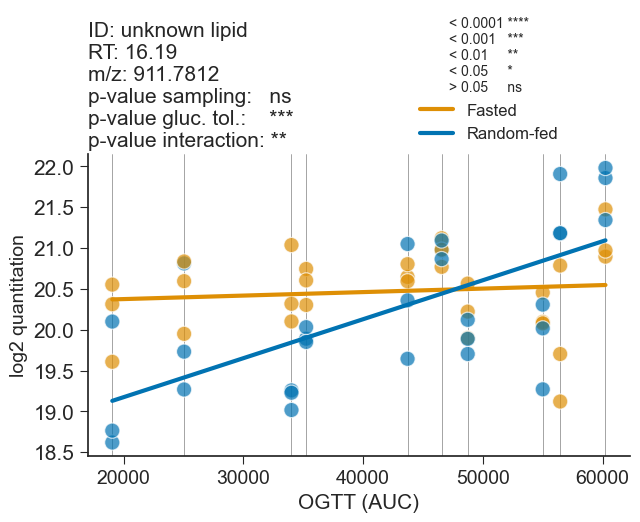 ID: unknown lipid
RT: 16.19
m/z: 911.7812
p-value sampling: ns
p-value gluc. tol.: ***
p-value interaction: **
< 0.0001 ****
< 0.001 ***
< 0.01 **
< 0.05 *
> 0.05 ns
Fasted
Random-fed
log2 quantitation
22.0
21.5
21.0
20.5
20.0
19.5
19.0
18.5
20000 30000 40000 50000 60000
OGTT (AUC)